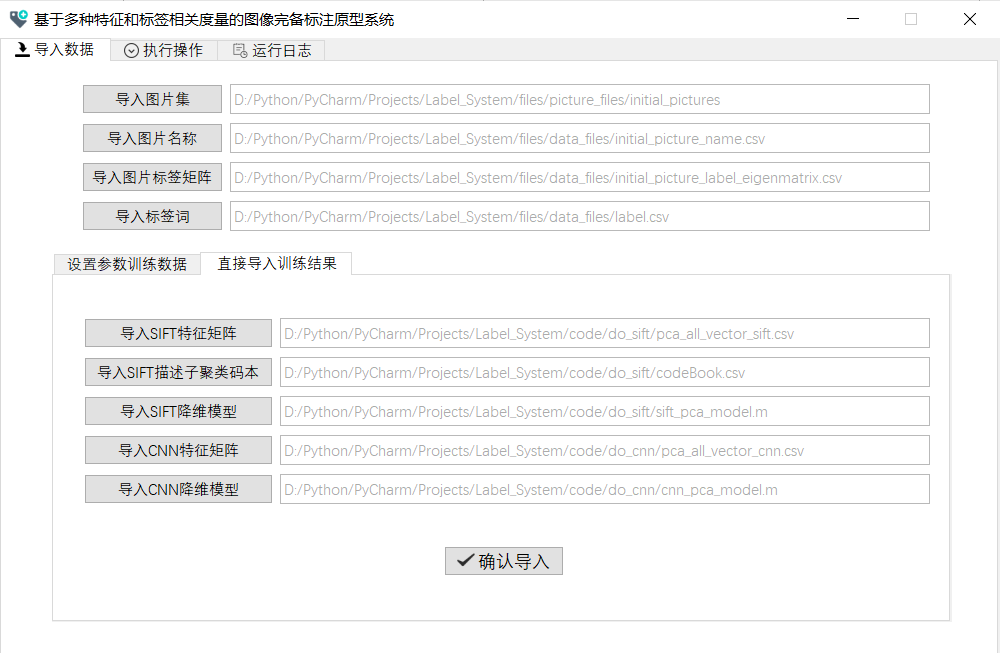 基于多种特征和标签相关度量的图像完备标注原型系统
导入数据 执行操作 运行日志
导入图片集 D:/Python/PyCharm/Projects/Label_System/files/picture_files/initial_pictures
导入图片名称 D:/Python/PyCharm/Projects/Label_System/files/data_files/initial_picture_name.csv
导入图片标签矩阵 D:/Python/PyCharm/Projects/Label_System/files/data_files/initial_picture_label_eigenmatrix.csv
导入标签词 D:/Python/PyCharm/Projects/Label_System/files/data_files/label.csv
设置参数训练数据 直接导入训练结果
导入SIFT特征矩阵 D:/Python/PyCharm/Projects/Label_System/code/do_sift/pca_all_vector_sift.csv
导入SIFT描述子聚类码本 D:/Python/PyCharm/Projects/Label_System/code/do_sift/codeBook.csv
导入SIFT降维模型 D:/Python/PyCharm/Projects/Label_System/code/do_sift/sift_pca_model.m
导入CNN特征矩阵 D:/Python/PyCharm/Projects/Label_System/code/do_cnn/pca_all_vector_cnn.csv
导入CNN降维模型 D:/Python/PyCharm/Projects/Label_System/code/do_cnn/cnn_pca_model.m
确认导入